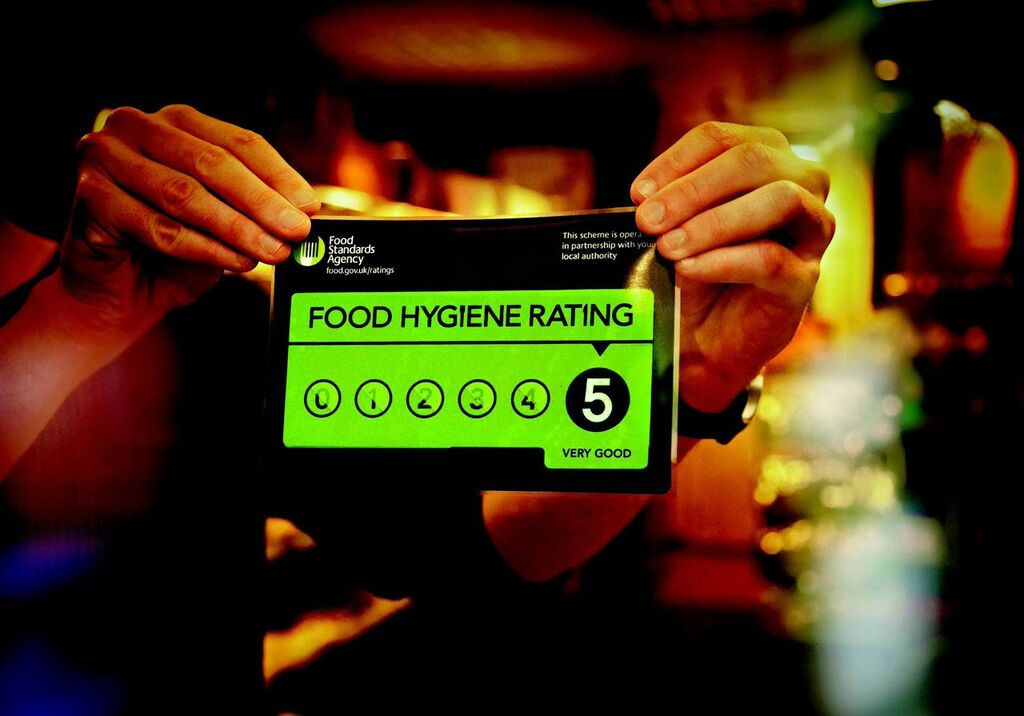 Food
Standards
Agency
food.gov.uk/ratings
This scheme is opera
in partnership with your
local authority
FOOD HYGIENE RATING
0 1 2 3 4 5
VERY GOOD